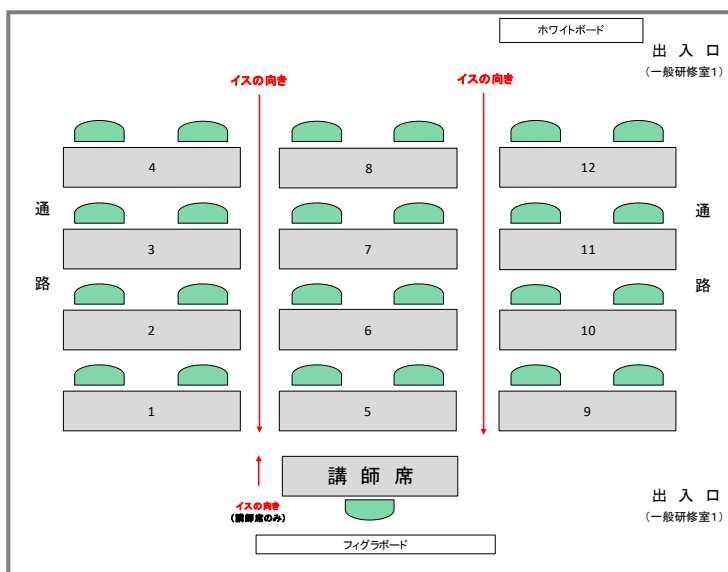 ホワイトボード
出 入 口
（一般研修室1）
イスの向き
イスの向き
4
8
12
通
通
3
7
11
路
路
2
6
10
1
5
9
講 師 席
イスの向き
（講師席のみ）
出 入 口
（一般研修室1）
フィグラボード